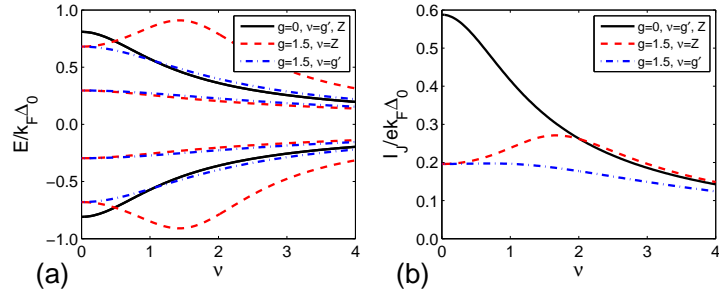 1.0
0.5
0.0
−0.5
−1.0
E/k_FΔ_0
0 1 2 3 4
ν
(a)
g=0, ν=g′, Z
g=1.5, ν=Z
g=1.5, ν=g′
0.6
0.5
0.4
0.3
0.2
0.1
0.0
I_J/ek_FΔ_0
0 1 2 3 4
ν
(b)
g=0, ν=g′, Z
g=1.5, ν=Z
g=1.5, ν=g′